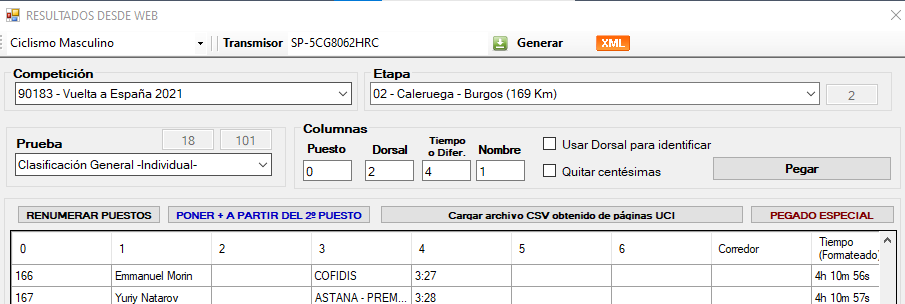 RESULTADOS DESDE WEB
Ciclismo Masculino Transmisor SP-5CG8062HRC Generar XML
Competición
90183 - Vuelta a España 2021
Etapa
02 - Caleruega - Burgos (169 Km) 2
Prueba 18 101
Clasificación General -Individual-
Columnas
Puesto Dorsal Tiempo o Difer. Nombre
0 2 4 1
Usar Dorsal para identificar
Quitar centésimas
Pegar
RENUMERAR PUESTOS PONER + A PARTIR DEL 2º PUESTO Cargar archivo CSV obtenido de páginas UCI PEGADO ESPECIAL
0 1 2 3 4 5 6 Corredor Tiempo (Formateado)
166 Emmanuel Morin COFIDIS 3:27 4h 10m 56s
167 Yuriy Natarov ASTANA - PREM... 3:28 4h 10m 57s